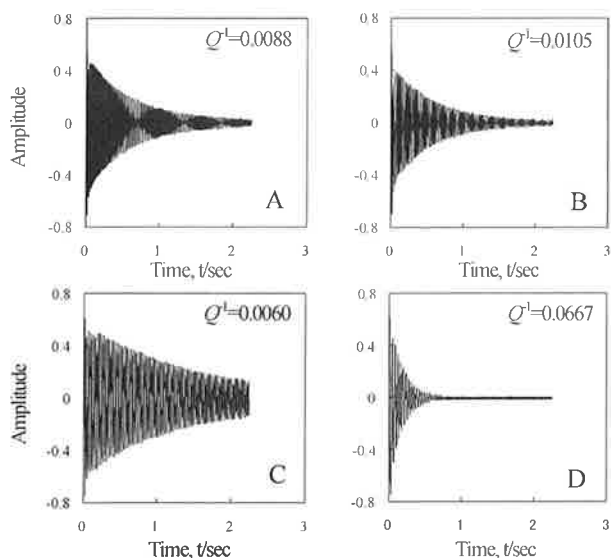 0.8
Q⁻¹=0.0088
0.4
0
-0.4
-0.8
Amplitude
A
0 1 2 3
Time, t/sec
0.8
Q⁻¹=0.0105
0.4
0
-0.4
-0.8
B
0 1 2 3
Time, t/sec
0.8
Q⁻¹=0.0060
0.4
0
-0.4
-0.8
Amplitude
C
0 1 2 3
Time, t/sec
0.8
Q⁻¹=0.0667
0.4
0
-0.4
-0.8
D
0 1 2 3
Time, t/sec